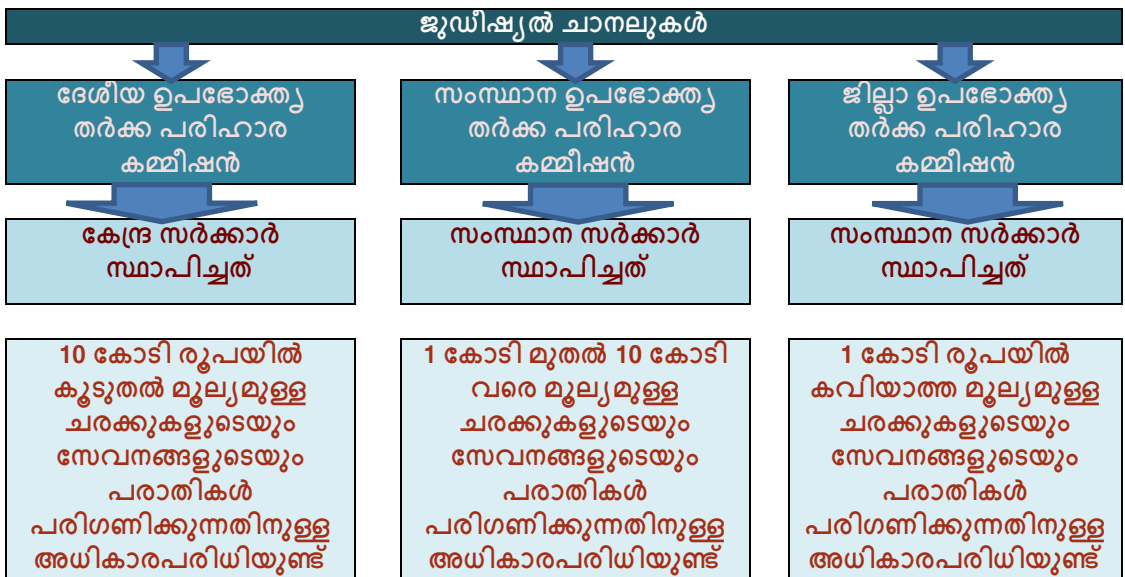 ജുഡീഷ്യൽ ചാനലുകൾ
ദേശീയ ഉപഭോക്തൃ
തർക്ക പരിഹാര
കമ്മീഷൻ
സംസ്ഥാന ഉപഭോക്തൃ
തർക്ക പരിഹാര
കമ്മീഷൻ
ജില്ലാ ഉപഭോക്തൃ
തർക്ക പരിഹാര
കമ്മീഷൻ
കേന്ദ്ര സർക്കാർ
സ്ഥാപിച്ചത്
സംസ്ഥാന സർക്കാർ
സ്ഥാപിച്ചത്
സംസ്ഥാന സർക്കാർ
സ്ഥാപിച്ചത്
10 കോടി രൂപയിൽ
കൂടുതൽ മൂല്യമുള്ള
ചരക്കുകളുടെയും
സേവനങ്ങളുടെയും
പരാതികൾ
പരിഗണിക്കുന്നതിനുള്ള
അധികാരപരിധിയുണ്ട്
1 കോടി മുതൽ 10 കോടി
വരെ മൂല്യമുള്ള
ചരക്കുകളുടെയും
സേവനങ്ങളുടെയും
പരാതികൾ
പരിഗണിക്കുന്നതിനുള്ള
അധികാരപരിധിയുണ്ട്
1 കോടി രൂപയിൽ
കവിയാത്ത മൂല്യമുള്ള
ചരക്കുകളുടെയും
സേവനങ്ങളുടെയും
പരാതികൾ
പരിഗണിക്കുന്നതിനുള്ള
അധികാരപരിധിയുണ്ട്